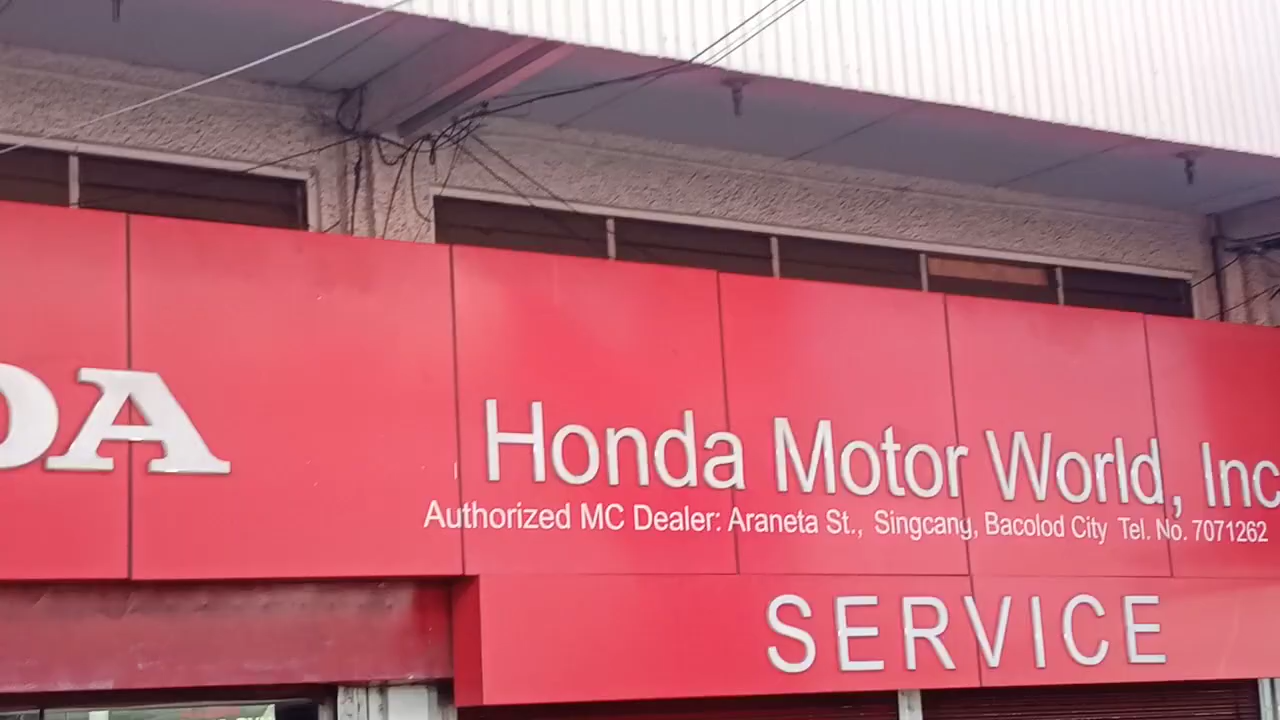 DA
Honda Motor World, Inc
Authorized MC Dealer: Araneta St., Singcang, Bacolod City Tel. No. 7071262
SERVICE